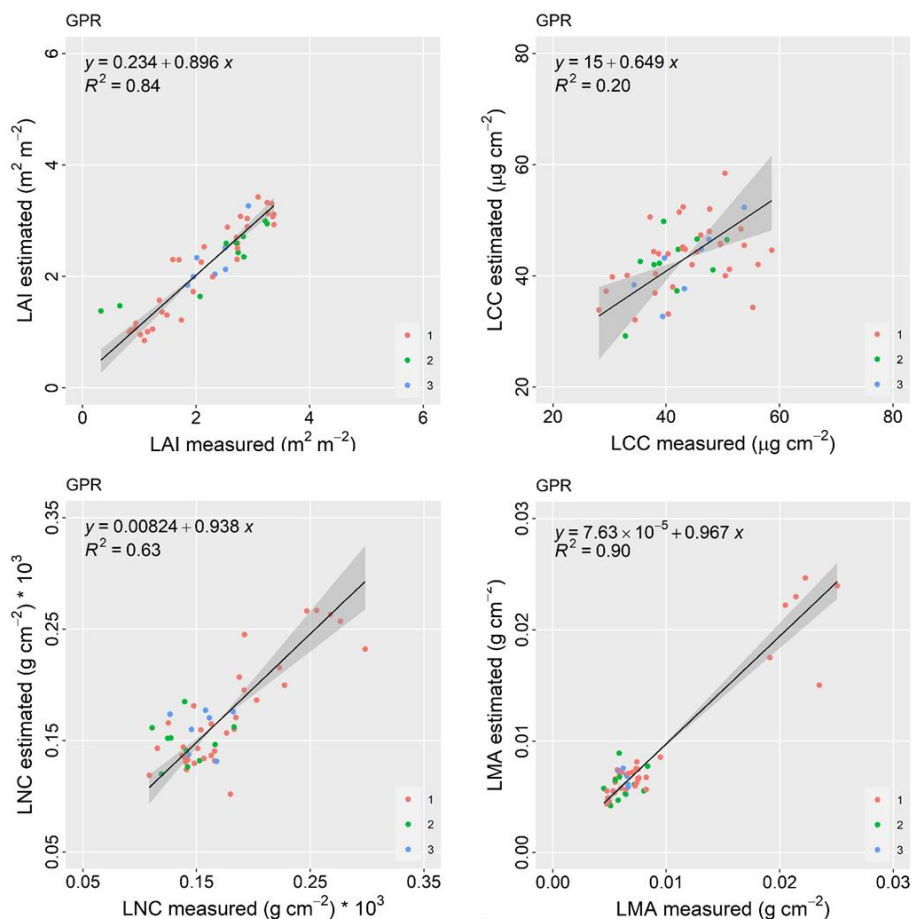 GPR
y = 0.234 + 0.896 x
R² = 0.84
LAI estimated (m² m⁻²)
6
4
2
0
0 2 4 6
LAI measured (m² m⁻²)
1
2
3
GPR
y = 15 + 0.649 x
R² = 0.20
LCC estimated (μg cm⁻²)
80
60
40
20
20 40 60 80
LCC measured (μg cm⁻²)
1
2
3
GPR
y = 0.00824 + 0.938 x
R² = 0.63
LNC estimated (g cm⁻²) * 10³
0.35
0.25
0.15
0.05
0.05 0.15 0.25 0.35
LNC measured (g cm⁻²) * 10³
1
2
3
GPR
y = 7.63 × 10⁻⁵ + 0.967 x
R² = 0.90
LMA estimated (g cm⁻²)
0.03
0.02
0.01
0.00
0.00 0.01 0.02 0.03
LMA measured (g cm⁻²)
1
2
3